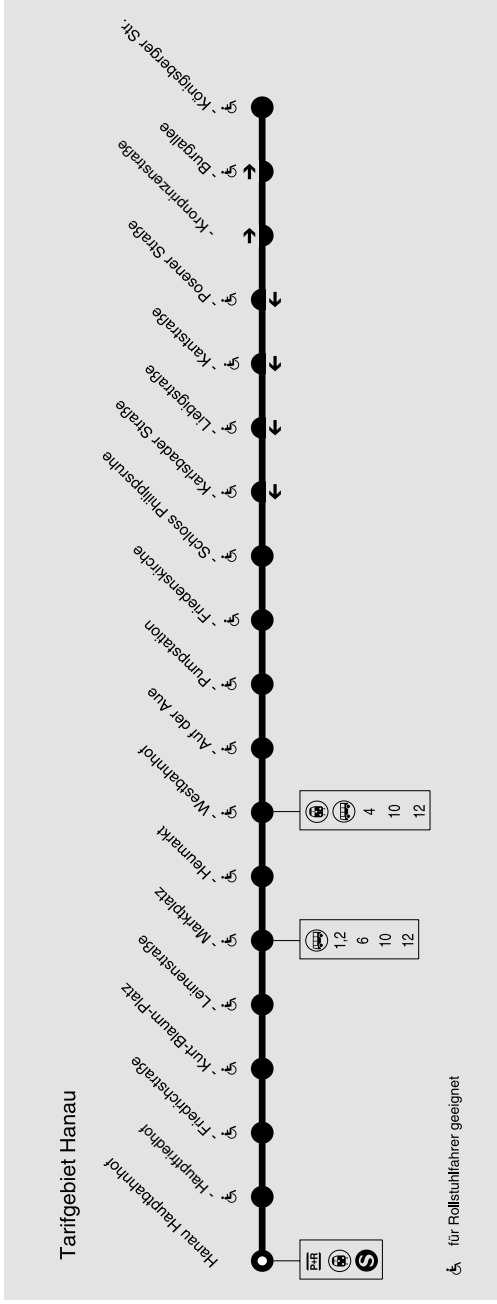 Tarifgebiet Hanau
Hanau Hauptbahnhof
- Hauptfriedhof
- Friedrichstraße
- Kurt-Blaum-Platz
- Leimenstraße
- Marktplatz
- Heumarkt
- Westbahnhof
- Auf der Aue
- Pumpstation
- Friedenskirche
- Schloss Philippsruhe
- Karlsbader Straße
- Liebigstraße
- Kantstraße
- Posener Straße
- Kronprinzenstraße
- Burgallee
- Königsberger Str.
P+R
S
1,2
6
10
12
4
10
12
für Rollstuhlfahrer geeignet